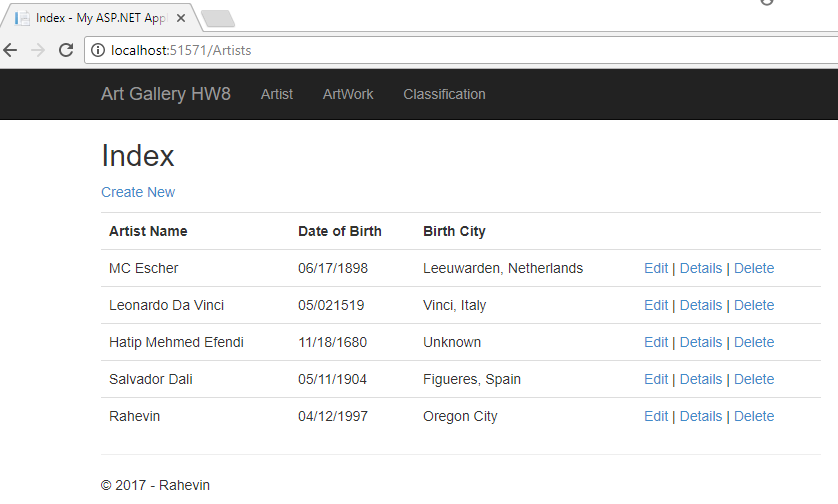 Index - My ASP.NET Appl
localhost:51571/Artists
Art Gallery HW8 Artist ArtWork Classification
Index
Create New
Artist Name Date of Birth Birth City
MC Escher 06/17/1898 Leeuwarden, Netherlands Edit | Details | Delete
Leonardo Da Vinci 05/021519 Vinci, Italy Edit | Details | Delete
Hatip Mehmed Efendi 11/18/1680 Unknown Edit | Details | Delete
Salvador Dali 05/11/1904 Figueres, Spain Edit | Details | Delete
Rahevin 04/12/1997 Oregon City Edit | Details | Delete
© 2017 - Rahevin